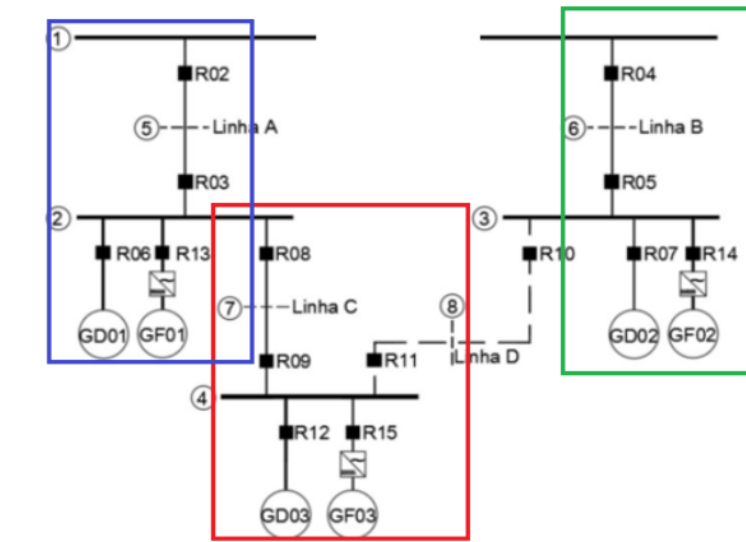 1
R02
R04
5 Linha A
6 Linha B
R03
R05
2
3
R06 R13 R08
R10 R07 R14
7 Linha C
8
GD01 GF01
GD02 GF02
R09 R11 Linha D
4
R12 R15
GD03 GF03